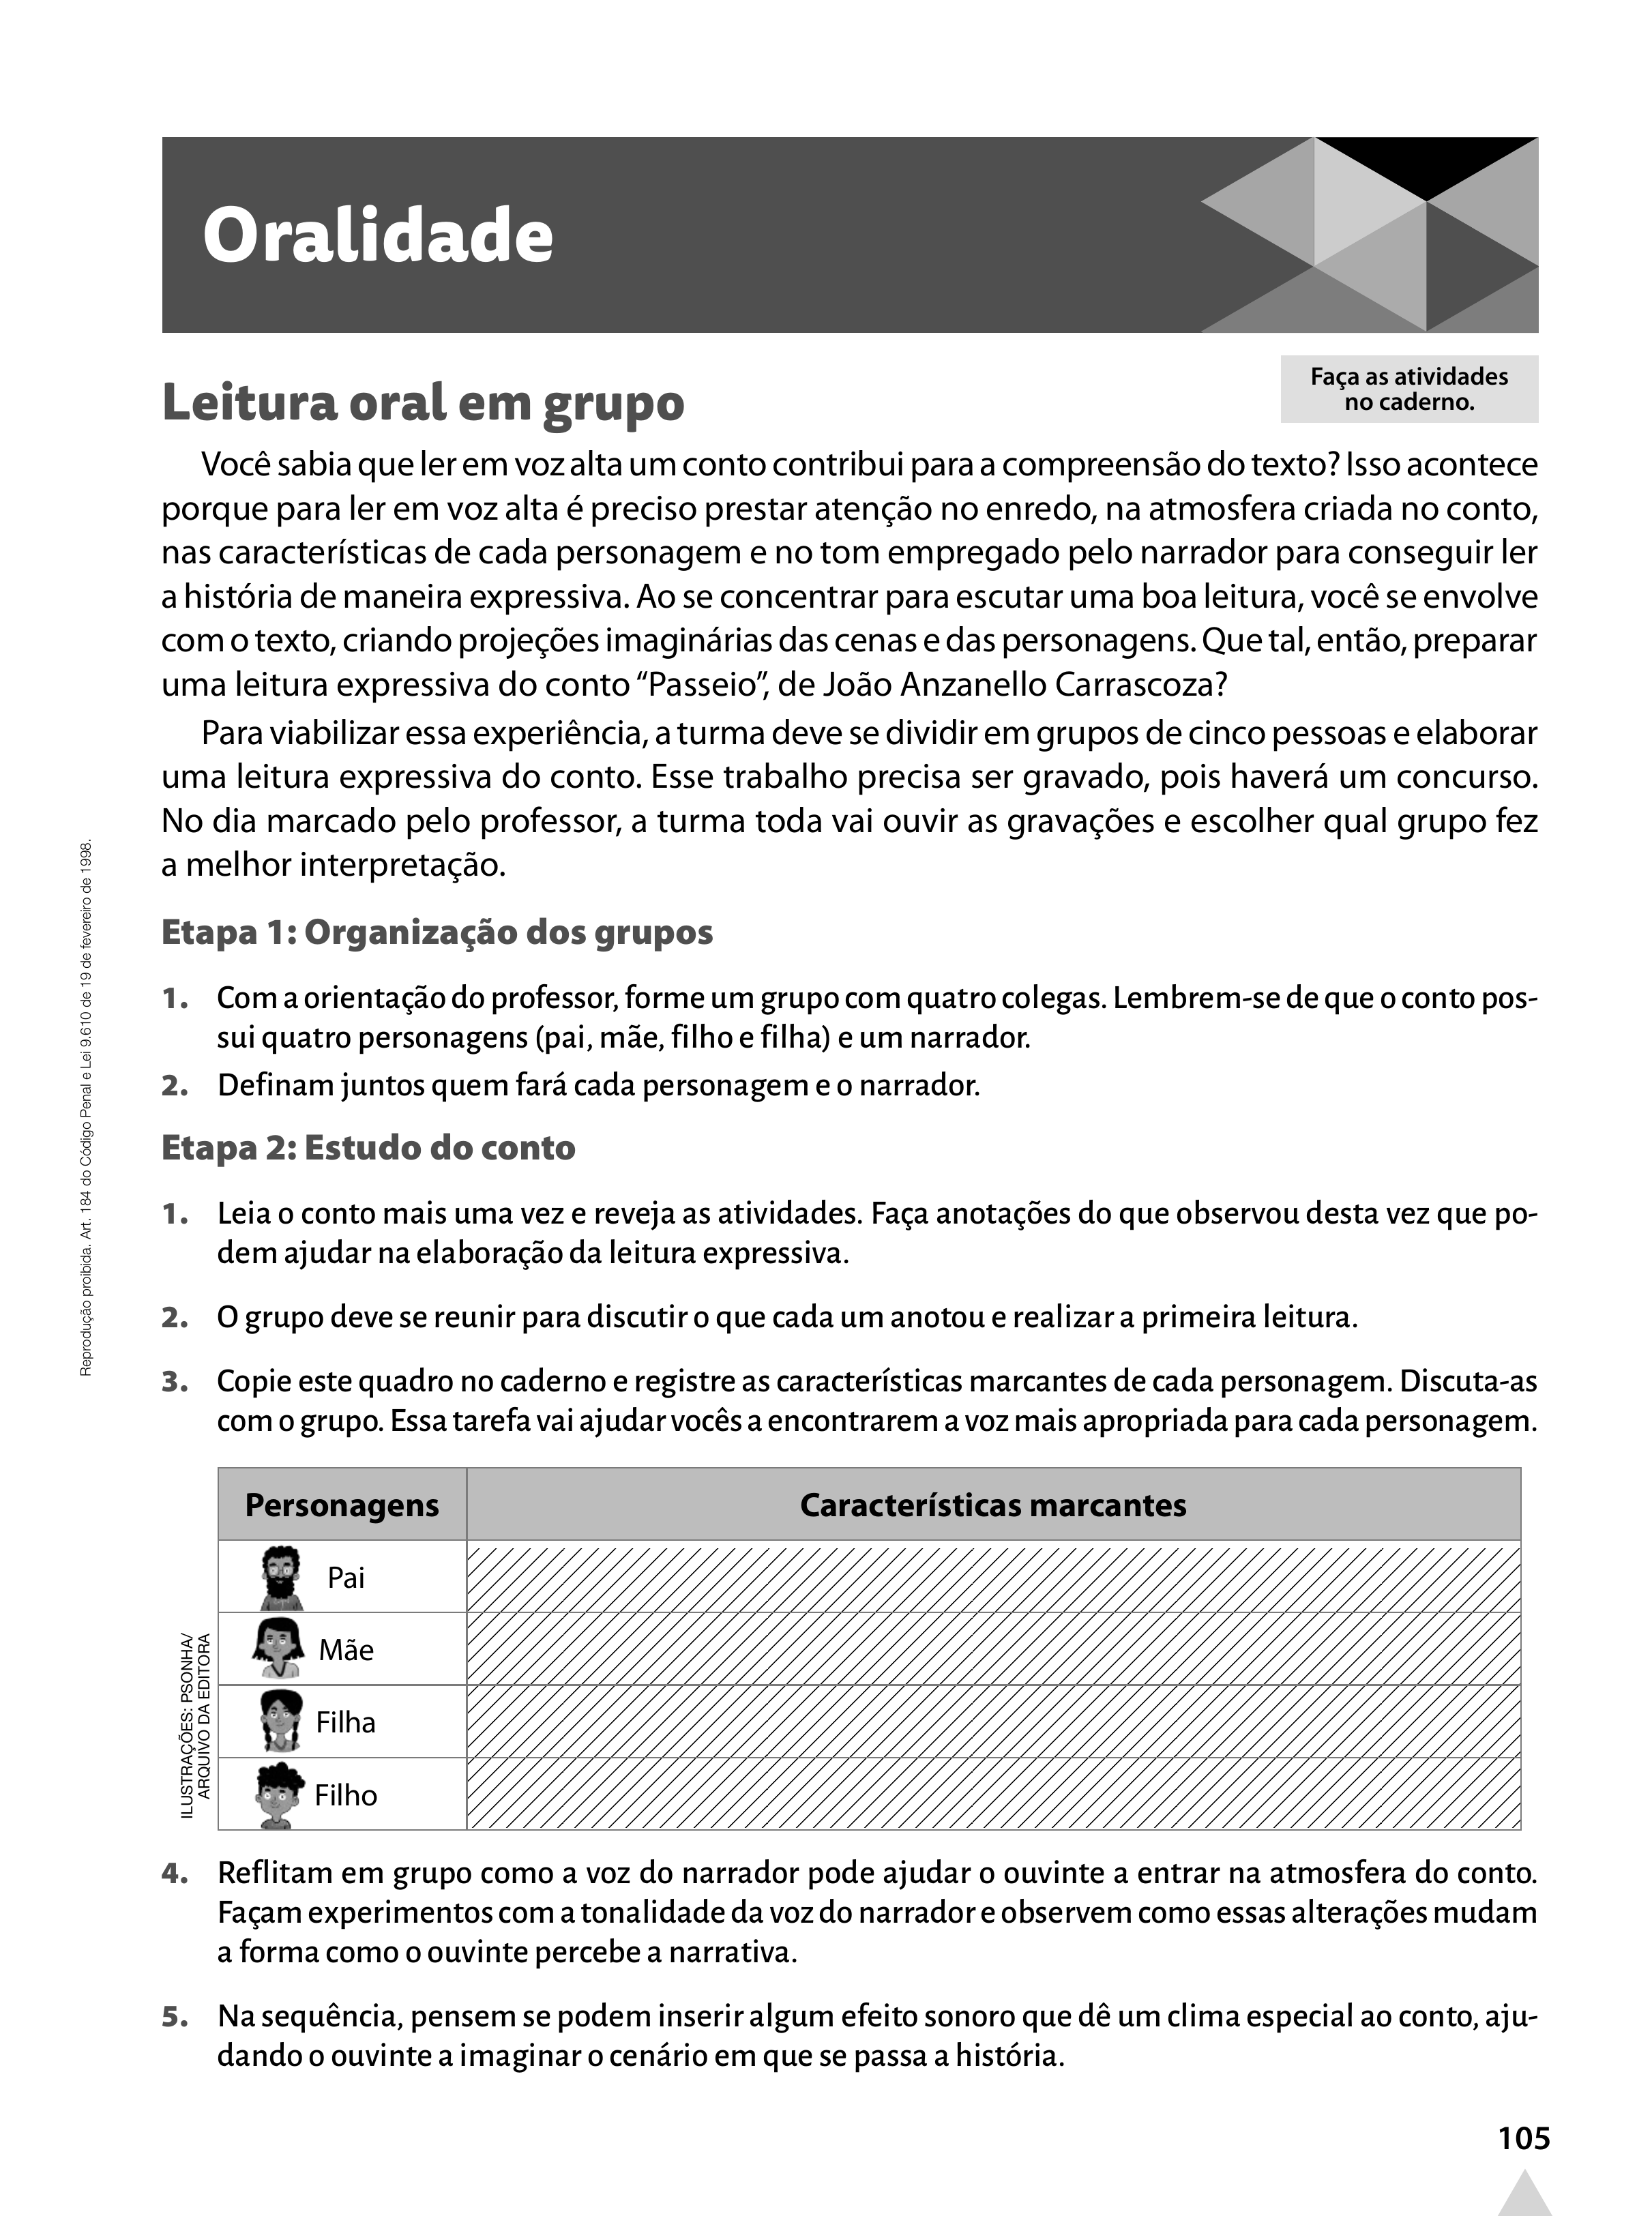 Oralidade
Leitura oral em grupo
Faça as atividades
no caderno.
Você sabia que ler em voz alta um conto contribui para a compreensão do texto? Isso acontece
porque para ler em voz alta é preciso prestar atenção no enredo, na atmosfera criada no conto,
nas características de cada personagem e no tom empregado pelo narrador para conseguir ler
a história de maneira expressiva. Ao se concentrar para escutar uma boa leitura, você se envolve
com o texto, criando projeções imaginárias das cenas e das personagens. Que tal, então, preparar
uma leitura expressiva do conto “Passeio”, de João Anzanello Carrascoza?
Para viabilizar essa experiência, a turma deve se dividir em grupos de cinco pessoas e elaborar
uma leitura expressiva do conto. Esse trabalho precisa ser gravado, pois haverá um concurso.
No dia marcado pelo professor, a turma toda vai ouvir as gravações e escolher qual grupo fez
a melhor interpretação.
Etapa 1: Organização dos grupos
1. Com a orientação do professor, forme um grupo com quatro colegas. Lembrem-se de que o conto pos-
sui quatro personagens (pai, mãe, filho e filha) e um narrador.
2. Definam juntos quem fará cada personagem e o narrador.
Etapa 2: Estudo do conto
1. Leia o conto mais uma vez e reveja as atividades. Faça anotações do que observou desta vez que po-
dem ajudar na elaboração da leitura expressiva.
2. O grupo deve se reunir para discutir o que cada um anotou e realizar a primeira leitura.
3. Copie este quadro no caderno e registre as características marcantes de cada personagem. Discuta-as
com o grupo. Essa tarefa vai ajudar vocês a encontrarem a voz mais apropriada para cada personagem.
Personagens Características marcantes
Pai
Mãe
Filha
Filho
ILUSTRAÇÕES: PSONHA/
ARQUIVO DA EDITORA
4. Reflitam em grupo como a voz do narrador pode ajudar o ouvinte a entrar na atmosfera do conto.
Façam experimentos com a tonalidade da voz do narrador e observem como essas alterações mudam
a forma como o ouvinte percebe a narrativa.
5. Na sequência, pensem se podem inserir algum efeito sonoro que dê um clima especial ao conto, aju-
dando o ouvinte a imaginar o cenário em que se passa a história.
Reprodução proibida. Art. 184 do Código Penal e Lei 9.610 de 19 de fevereiro de 1998.
105